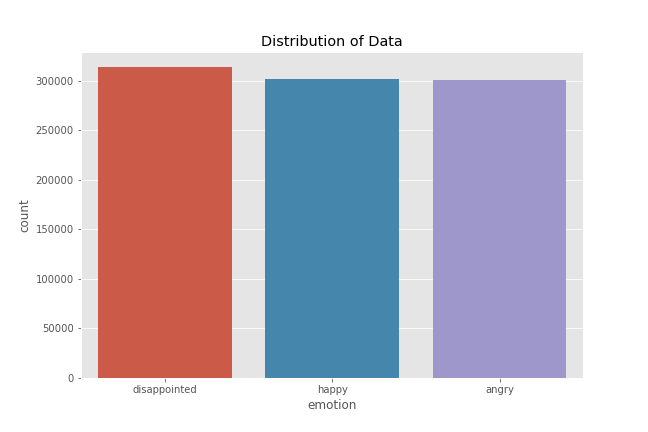 Distribution of Data
300000
250000
200000
150000
100000
50000
0
count
disappointed happy angry
emotion